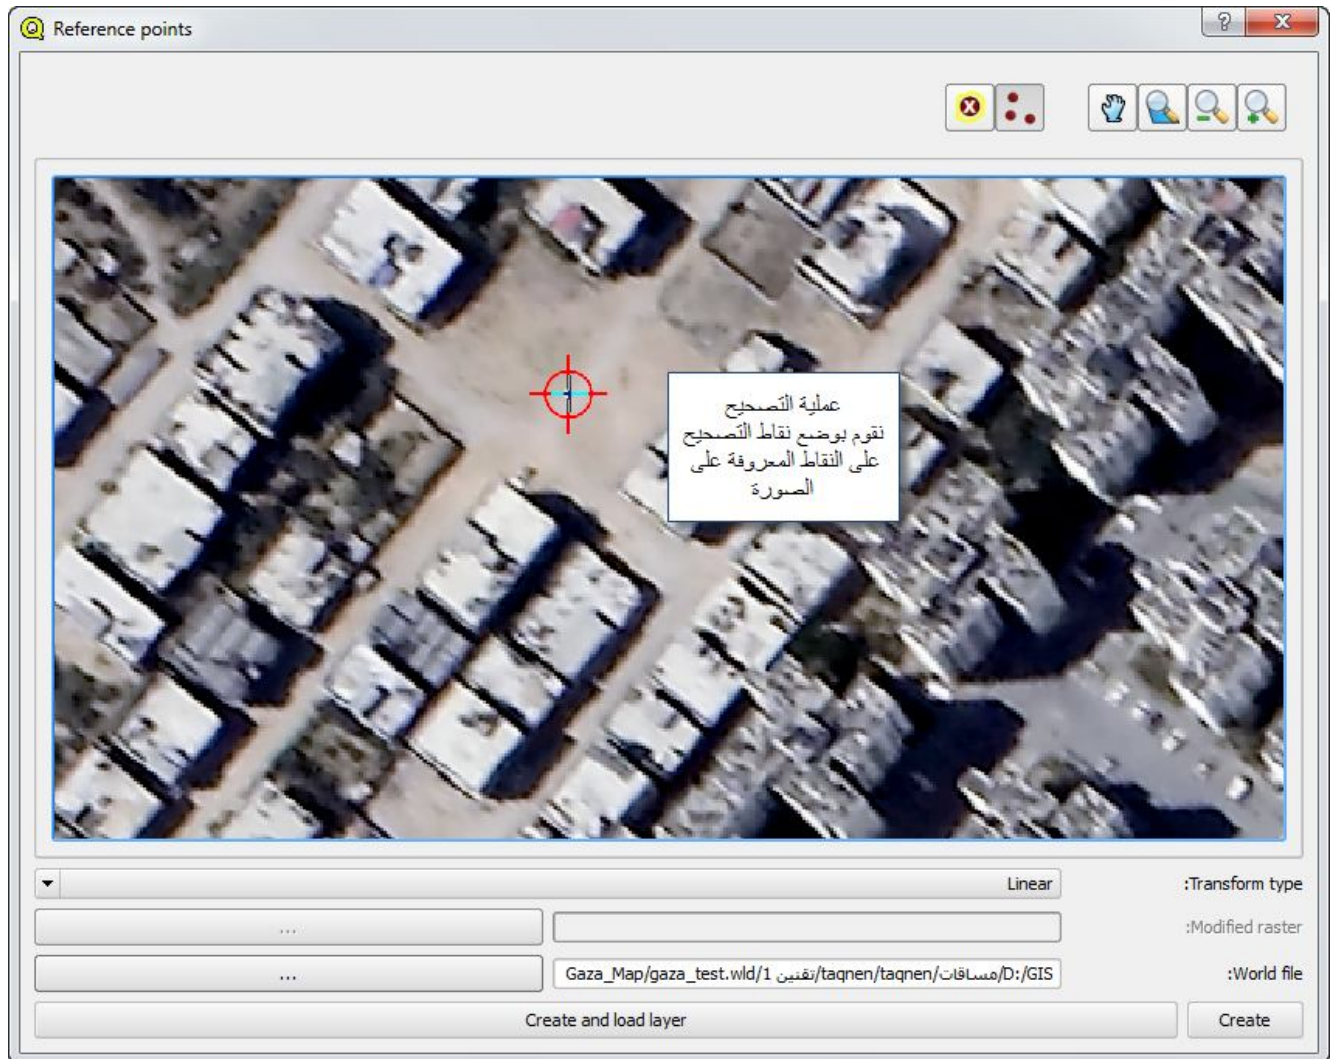 Reference points
عملية التصحيح
نقوم بوضع نقاط التصحيح
على النقاط المعروفة على
الصورة
Linear
:Transform type
...
:Modified raster
...
Gaza_Map/gaza_test.wld/1 تقنين/taqnen/taqnen/مساقات/D:/GIS
:World file
Create and load layer
Create